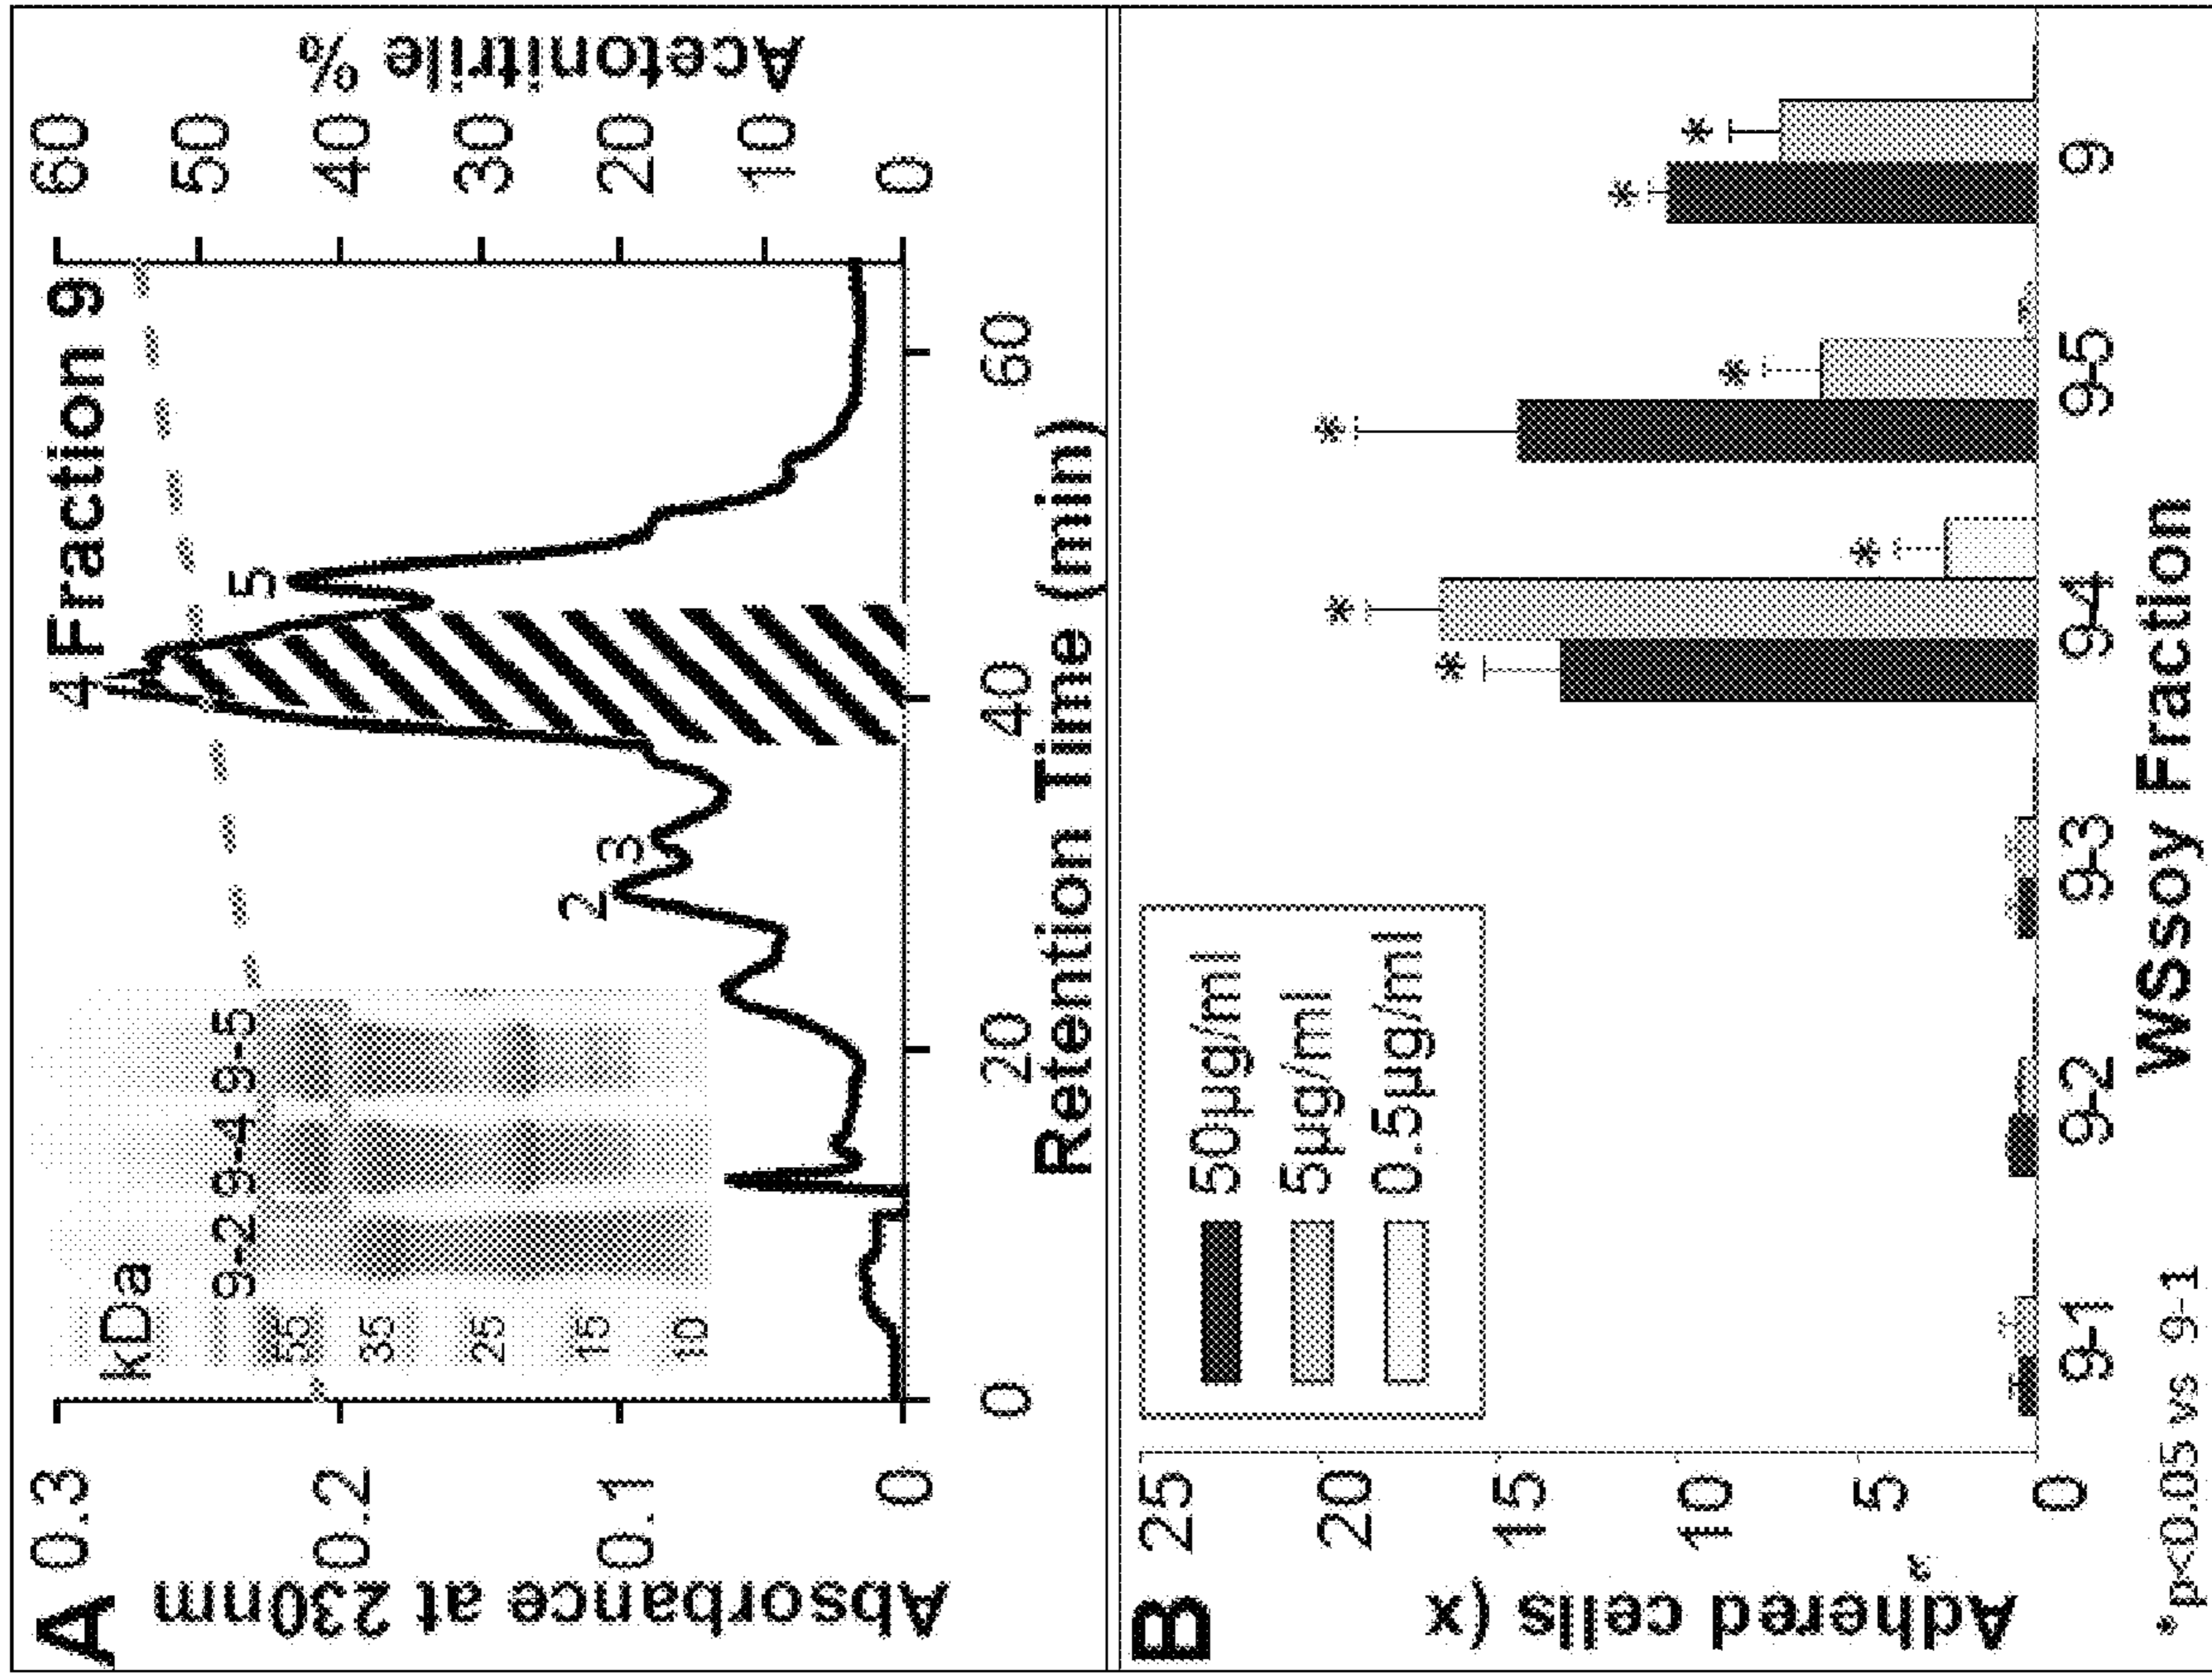 A
Fraction 9
Absorbance at 230nm
0.3
0.2
0.1
0
Acetonitrile %
60
50
40
30
20
10
0
kDa
9-2 9-4 9-5
55
35
25
15
10
2
3
4
5
0 20 40 60
Retention Time (min)
B
Adhered cells (x
25
20
15
10
5
0
50µg/ml
5µg/ml
0.5µg/ml
* * * * * * *
9-1 9-2 9-3 9-4 9-5 9
WSsoy Fraction
*p<0.05 vs 9-1